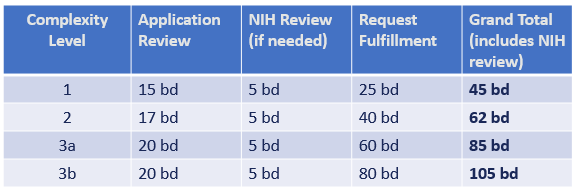 Complexity Application NIH Review Request Grand Total
Level Review (if needed) Fulfillment (includes NIH
review)
1 15 bd 5 bd 25 bd 45 bd
2 17 bd 5 bd 40 bd 62 bd
3a 20 bd 5 bd 60 bd 85 bd
3b 20 bd 5 bd 80 bd 105 bd